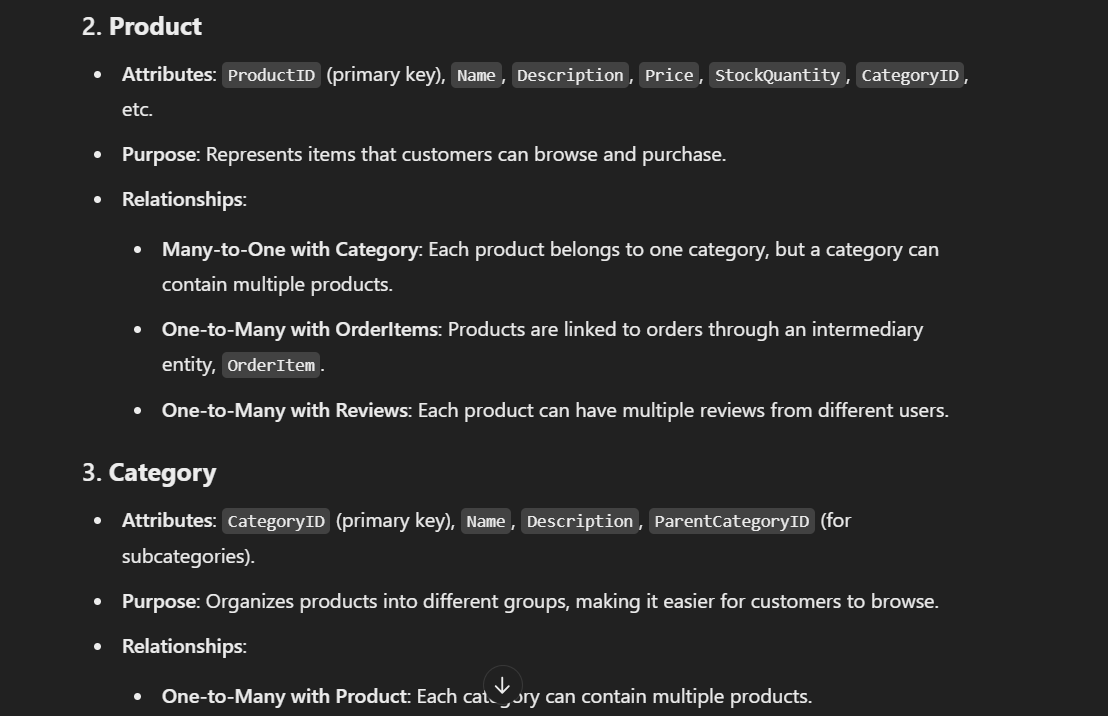 2. Product
• Attributes: ProductID (primary key), Name, Description, Price, StockQuantity, CategoryID,
etc.
• Purpose: Represents items that customers can browse and purchase.
• Relationships:
• Many-to-One with Category: Each product belongs to one category, but a category can
contain multiple products.
• One-to-Many with OrderItems: Products are linked to orders through an intermediary
entity, OrderItem.
• One-to-Many with Reviews: Each product can have multiple reviews from different users.
3. Category
• Attributes: CategoryID (primary key), Name, Description, ParentCategoryID (for
subcategories).
• Purpose: Organizes products into different groups, making it easier for customers to browse.
• Relationships:
• One-to-Many with Product: Each category can contain multiple products.